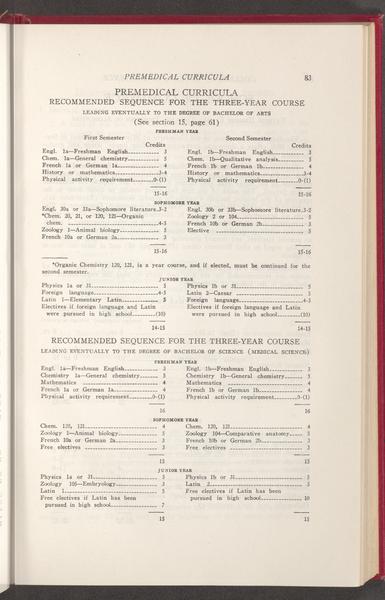 PREMEDICAL CURRICULA 83
PREMEDICAL CURRICULA
RECOMMENDED SEQUENCE FOR THE THREE-YEAR COURSE
LEADING EVENTUALLY TO THE DEGREE OF BACHELOR OF ARTS
(See section 15, page 61)
FRESHMAN YEAR
First Semester Second Semester
Credits Credits
Engl. 1a—Freshman English 3 Engl. 1b—Freshman English 3
Chem. 1a—General chemistry 5 Chem. 1b—Qualitative analysis 5
French 1a or German 1a 4 French 1b or German 1b 4
History or mathematics 3-4 History or mathematics 3-4
Physical activity requirement 0-(1) Physical activity requirement 0-(1)
15-16 15-16
SOPHOMORE YEAR
Engl. 30a or 33a—Sophomore literature 3-2 Engl. 30b or 33b—Sophomore literature 3-2
*Chem. 20, 21, or 120, 121—Organic Zoology 2 or 104 5
chem. 4-5 French 10b or German 2b 3
Zoology 1—Animal biology 5 Elective 5
French 10a or German 2a 3
15-16 15-16
*Organic Chemistry 120, 121, is a year course, and if elected, must be continued for the
second semester.
JUNIOR YEAR
Physics 1a or 31 5 Physics 1b or 31 5
Foreign language 4-5 Latin 2—Caesar 5
Latin 1—Elementary Latin 5 Foreign language 4-5
Electives if foreign language and Latin Electives if foreign language and Latin
were pursued in high school (10) were pursued in high school (10)
14-15 14-15
RECOMMENDED SEQUENCE FOR THE THREE-YEAR COURSE
LEADING EVENTUALLY TO THE DEGREE OF BACHELOR OF SCIENCE (MEDICAL SCIENCE)
FRESHMAN YEAR
Engl. 1a—Freshman English 3 Engl. 1b—Freshman English 3
Chemistry 1a—General chemistry 5 Chemistry 1b—General chemistry 5
Mathematics 4 Mathematics 4
French 1a or German 1a 4 French 1b or German 1b 4
Physical activity requirement 0-(1) Physical activity requirement 0-(1)
16 16
SOPHOMORE YEAR
Chem. 120, 121 4 Chem. 120, 121 4
Zoology 1—Animal biology 5 Zoology 104—Comparative anatomy 5
French 10a or German 2a 3 French 10b or German 2b 3
Free electives 3 Free electives 3
15 15
JUNIOR YEAR
Physics 1a or 31 5 Physics 1b or 31 5
Zoology 105—Embryology 3 Latin 2 5
Latin 1 5 Free electives if Latin has been
Free electives if Latin has been pursued in high school 10
pursued in high school 7
15 15